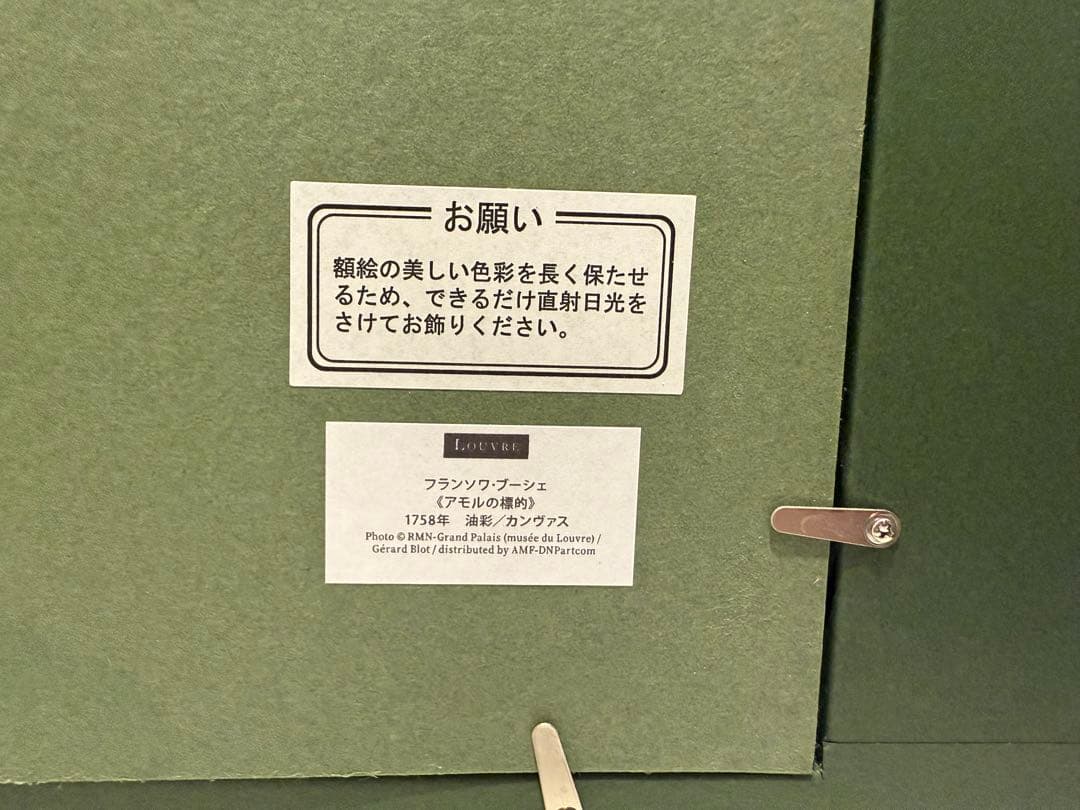 お願い
額絵の美しい色彩を長く保たせ
るため、できるだけ直射日光を
さけてお飾りください。
LOUVRE
フランソワ・ブーシェ
《アモルの標的》
1758年　油彩／カンヴァス
Photo © RMN-Grand Palais (musée du Louvre) /
Gérard Blot / distributed by AMF-DNPartcom